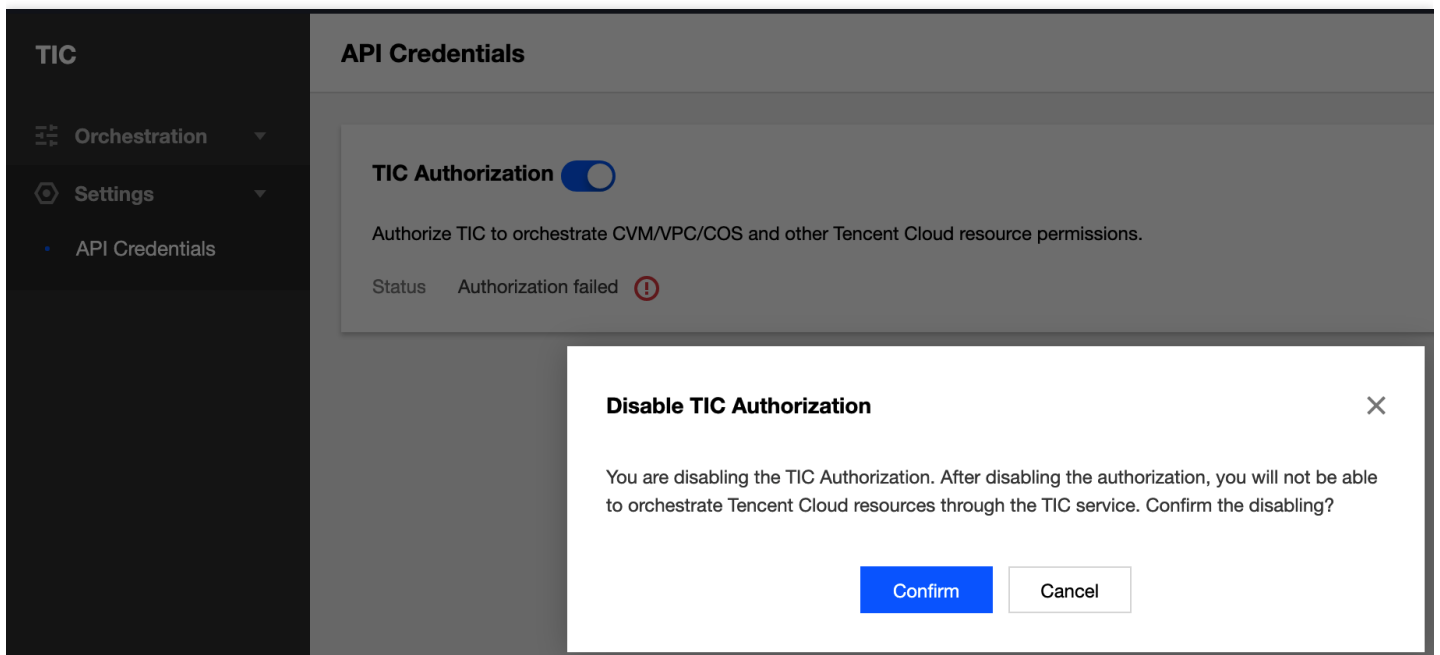 TIC
API Credentials
Orchestration
Settings
API Credentials
TIC Authorization
Authorize TIC to orchestrate CVM/VPC/COS and other Tencent Cloud resource permissions.
Status Authorization failed
Disable TIC Authorization
You are disabling the TIC Authorization. After disabling the authorization, you will not be able
to orchestrate Tencent Cloud resources through the TIC service. Confirm the disabling?
Confirm Cancel